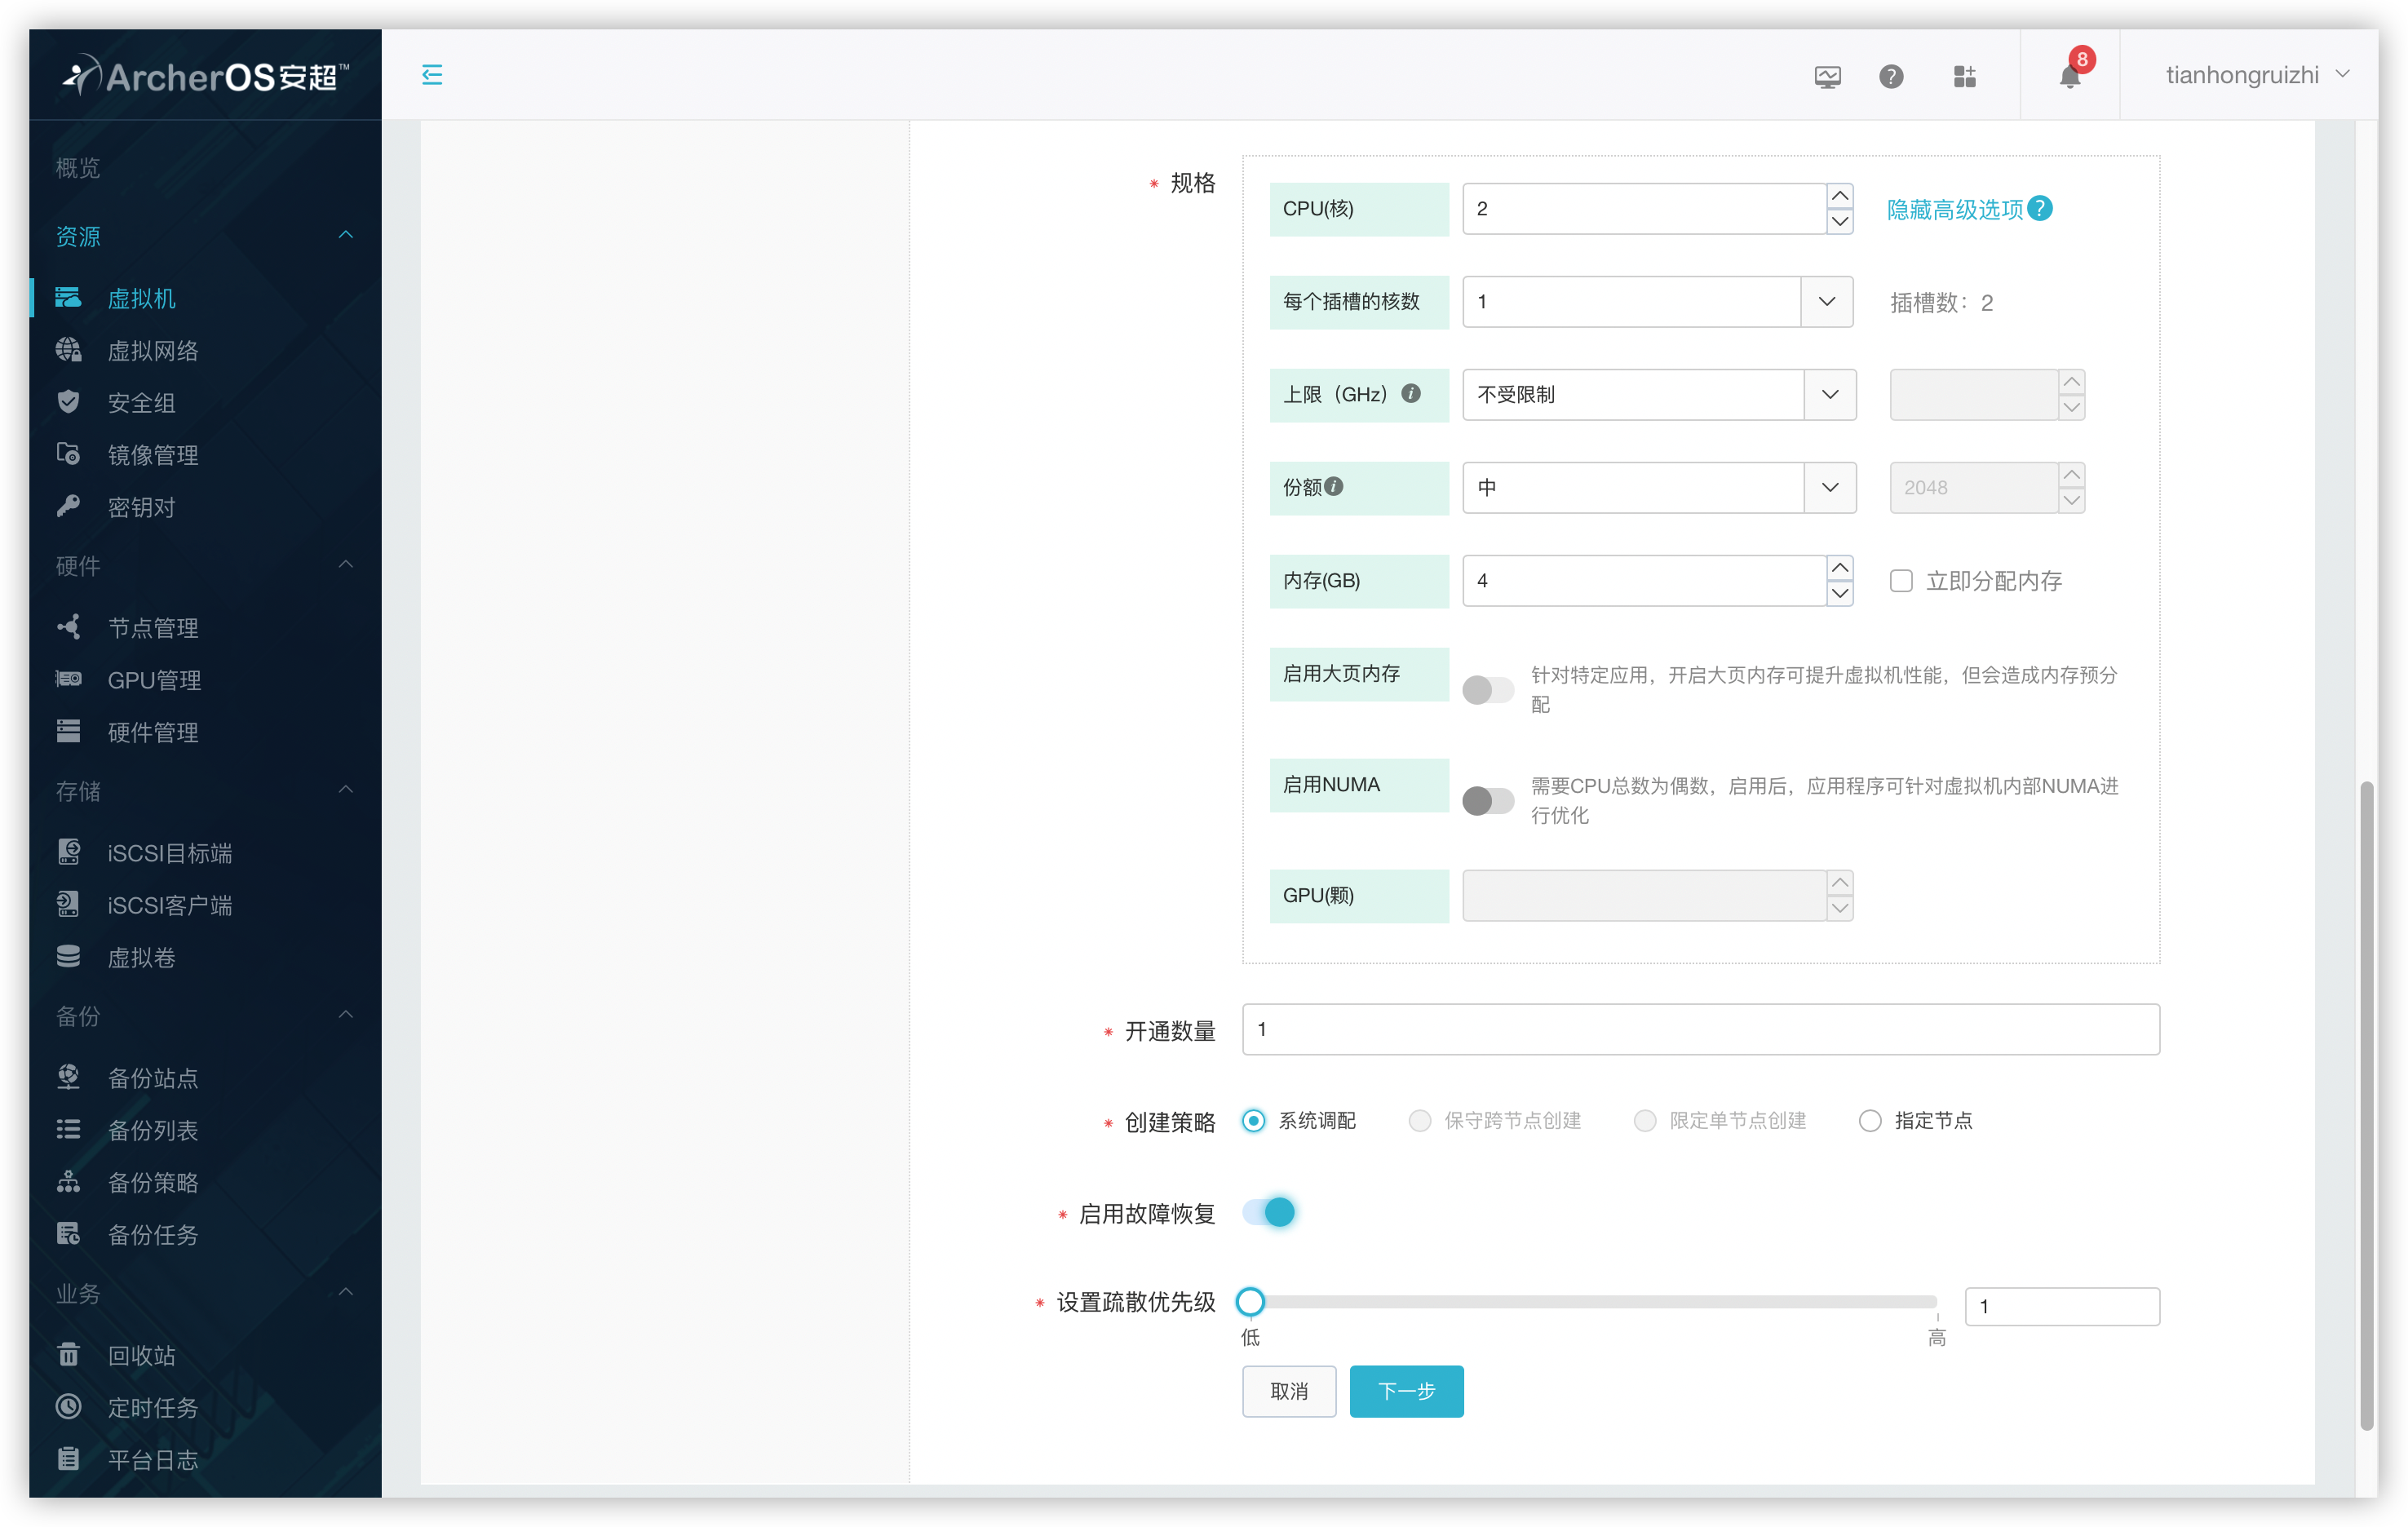 ArcherOS安超™
8
tianhongruizhi
概览
资源
虚拟机
虚拟网络
安全组
镜像管理
密钥对
硬件
节点管理
GPU管理
硬件管理
存储
iSCSI目标端
iSCSI客户端
虚拟卷
备份
备份站点
备份列表
备份策略
备份任务
业务
回收站
定时任务
平台日志
* 规格
CPU(核) 2 隐藏高级选项 ?
每个插槽的核数 1 插槽数：2
上限（GHz） i 不受限制
份额 i 中 2048
内存(GB) 4 立即分配内存
启用大页内存 针对特定应用，开启大页内存可提升虚拟机性能，但会造成内存预分
配
启用NUMA 需要CPU总数为偶数，启用后，应用程序可针对虚拟机内部NUMA进
行优化
GPU(颗)
* 开通数量 1
* 创建策略 系统调配 保守跨节点创建 限定单节点创建 指定节点
* 启用故障恢复
* 设置疏散优先级 1
低 高
取消 下一步